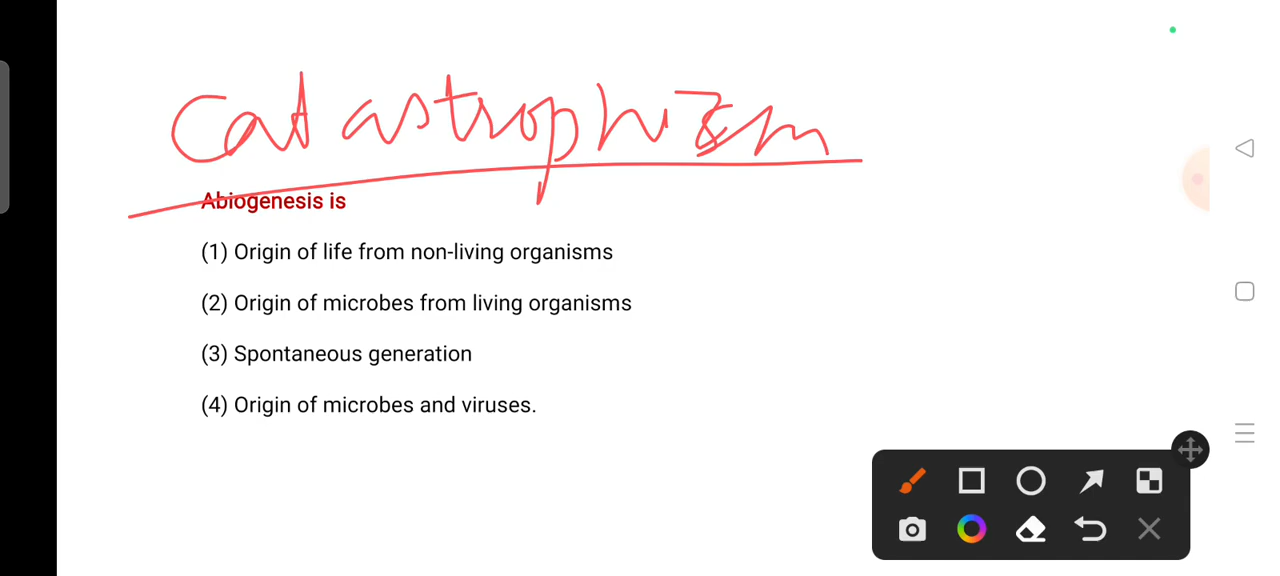 Catastrophism
Abiogenesis is
(1) Origin of life from non-living organisms
(2) Origin of microbes from living organisms
(3) Spontaneous generation
(4) Origin of microbes and viruses.